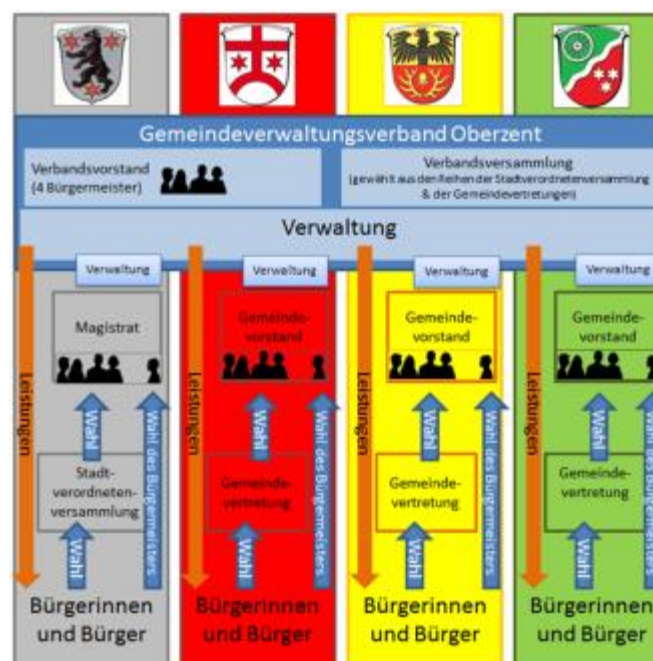 Gemeindeverwaltungsverband Oberzent
Verbandsvorstand
(4 Bürgermeister)
Verbandsversammlung
(gewählt aus den Reihen der Stadtverordnetenversammlung
& der Gemeindevertretungen)
Verwaltung
Verwaltung
Verwaltung
Verwaltung
Verwaltung
Magistrat
Gemeinde-
vorstand
Gemeinde-
vorstand
Gemeinde-
vorstand
Leistungen
Wahl
Wahl des Bürgermeisters
Leistungen
Wahl
Wahl des Bürgermeisters
Leistungen
Wahl
Wahl des Bürgermeisters
Leistungen
Wahl
Wahl des Bürgermeisters
Stadt-
verordneten-
versammlung
Gemeinde-
vertretung
Gemeinde-
vertretung
Gemeinde-
vertretung
Wahl
Wahl
Wahl
Wahl
Bürgerinnen
und Bürger
Bürgerinnen
und Bürger
Bürgerinnen
und Bürger
Bürgerinnen
und Bürger